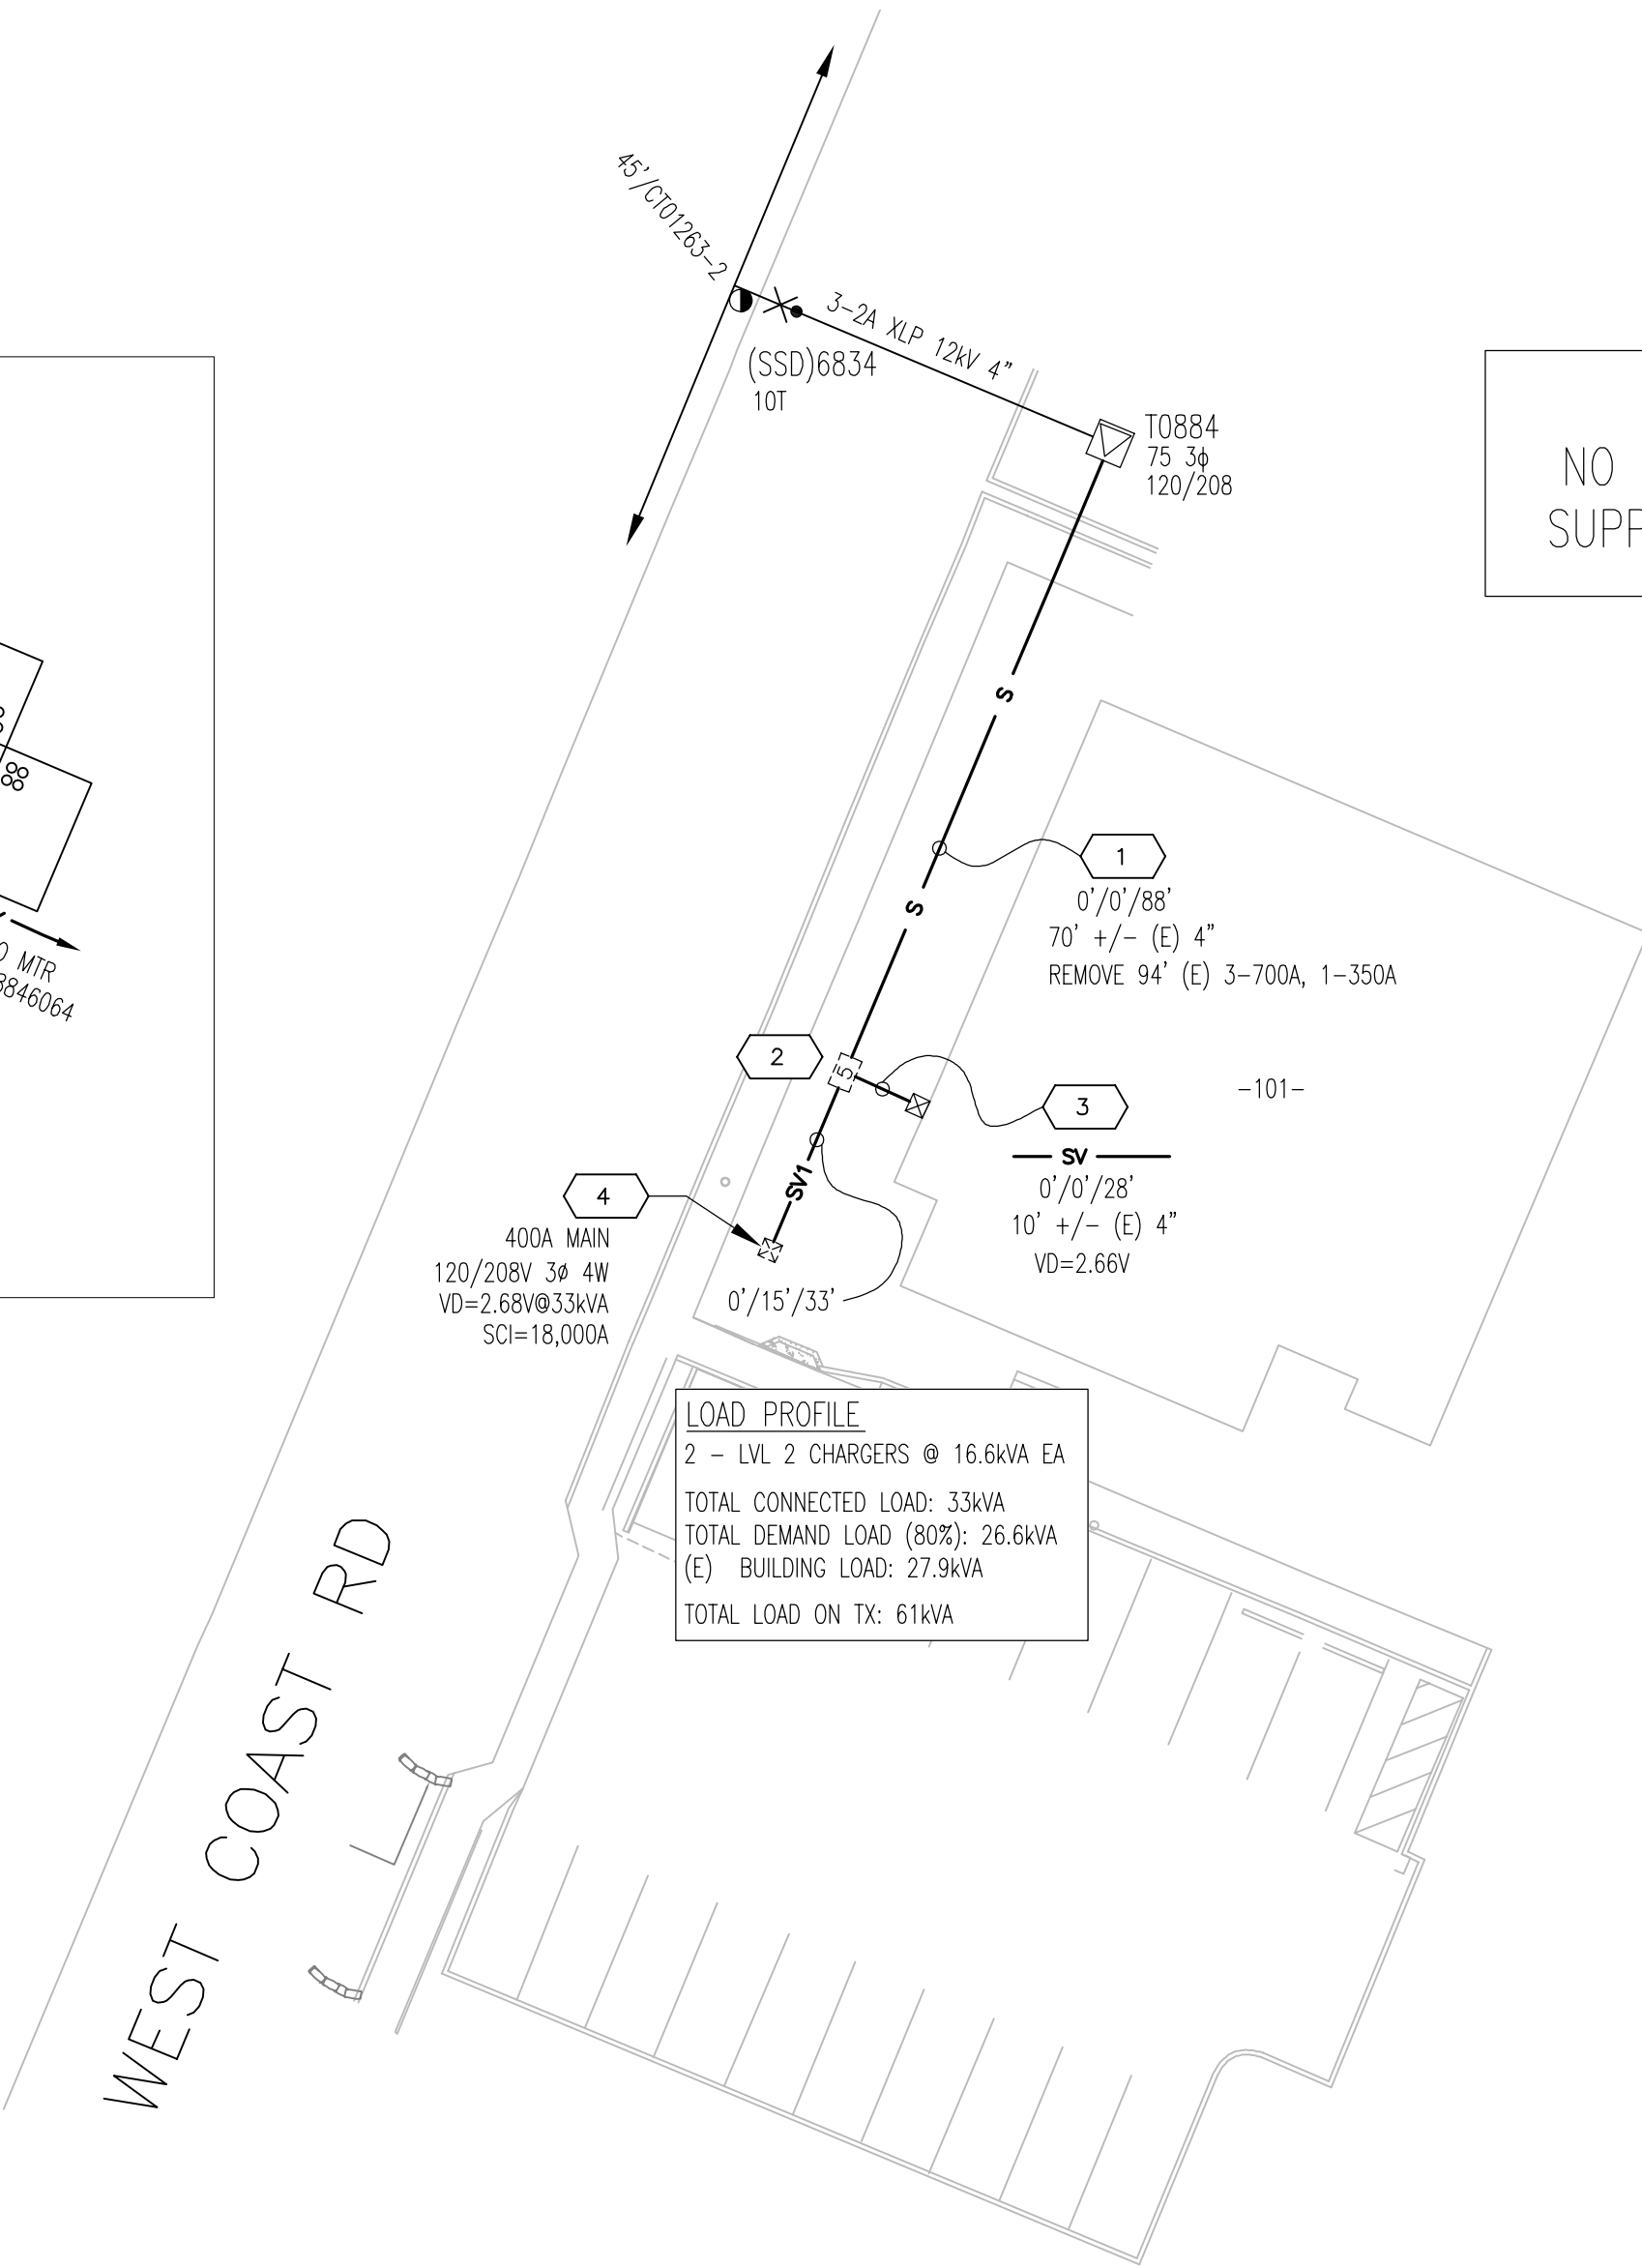 45'/CT01263-2
3-2A XLP 12kV 4"
(SSD)6834
10T
T0884
75 3ϕ
120/208
NO
S
S
1
0'/0'/88'
70' +/- (E) 4"
REMOVE 94' (E) 3-700A, 1-350A
MTR
8846064
2
5
3
-101-
SV
0'/0'/28'
10' +/- (E) 4"
VD=2.66V
SV1
4
400A MAIN
120/208V 3ø 4W
VD=2.68V@33kVA
SCI=18,000A
0'/15'/33'
LOAD PROFILE
2 - LVL 2 CHARGERS @ 16.6kVA EA
TOTAL CONNECTED LOAD: 33kVA
TOTAL DEMAND LOAD (80%): 26.6kVA
(E) BUILDING LOAD: 27.9kVA
TOTAL LOAD ON TX: 61kVA
WEST COAST RD